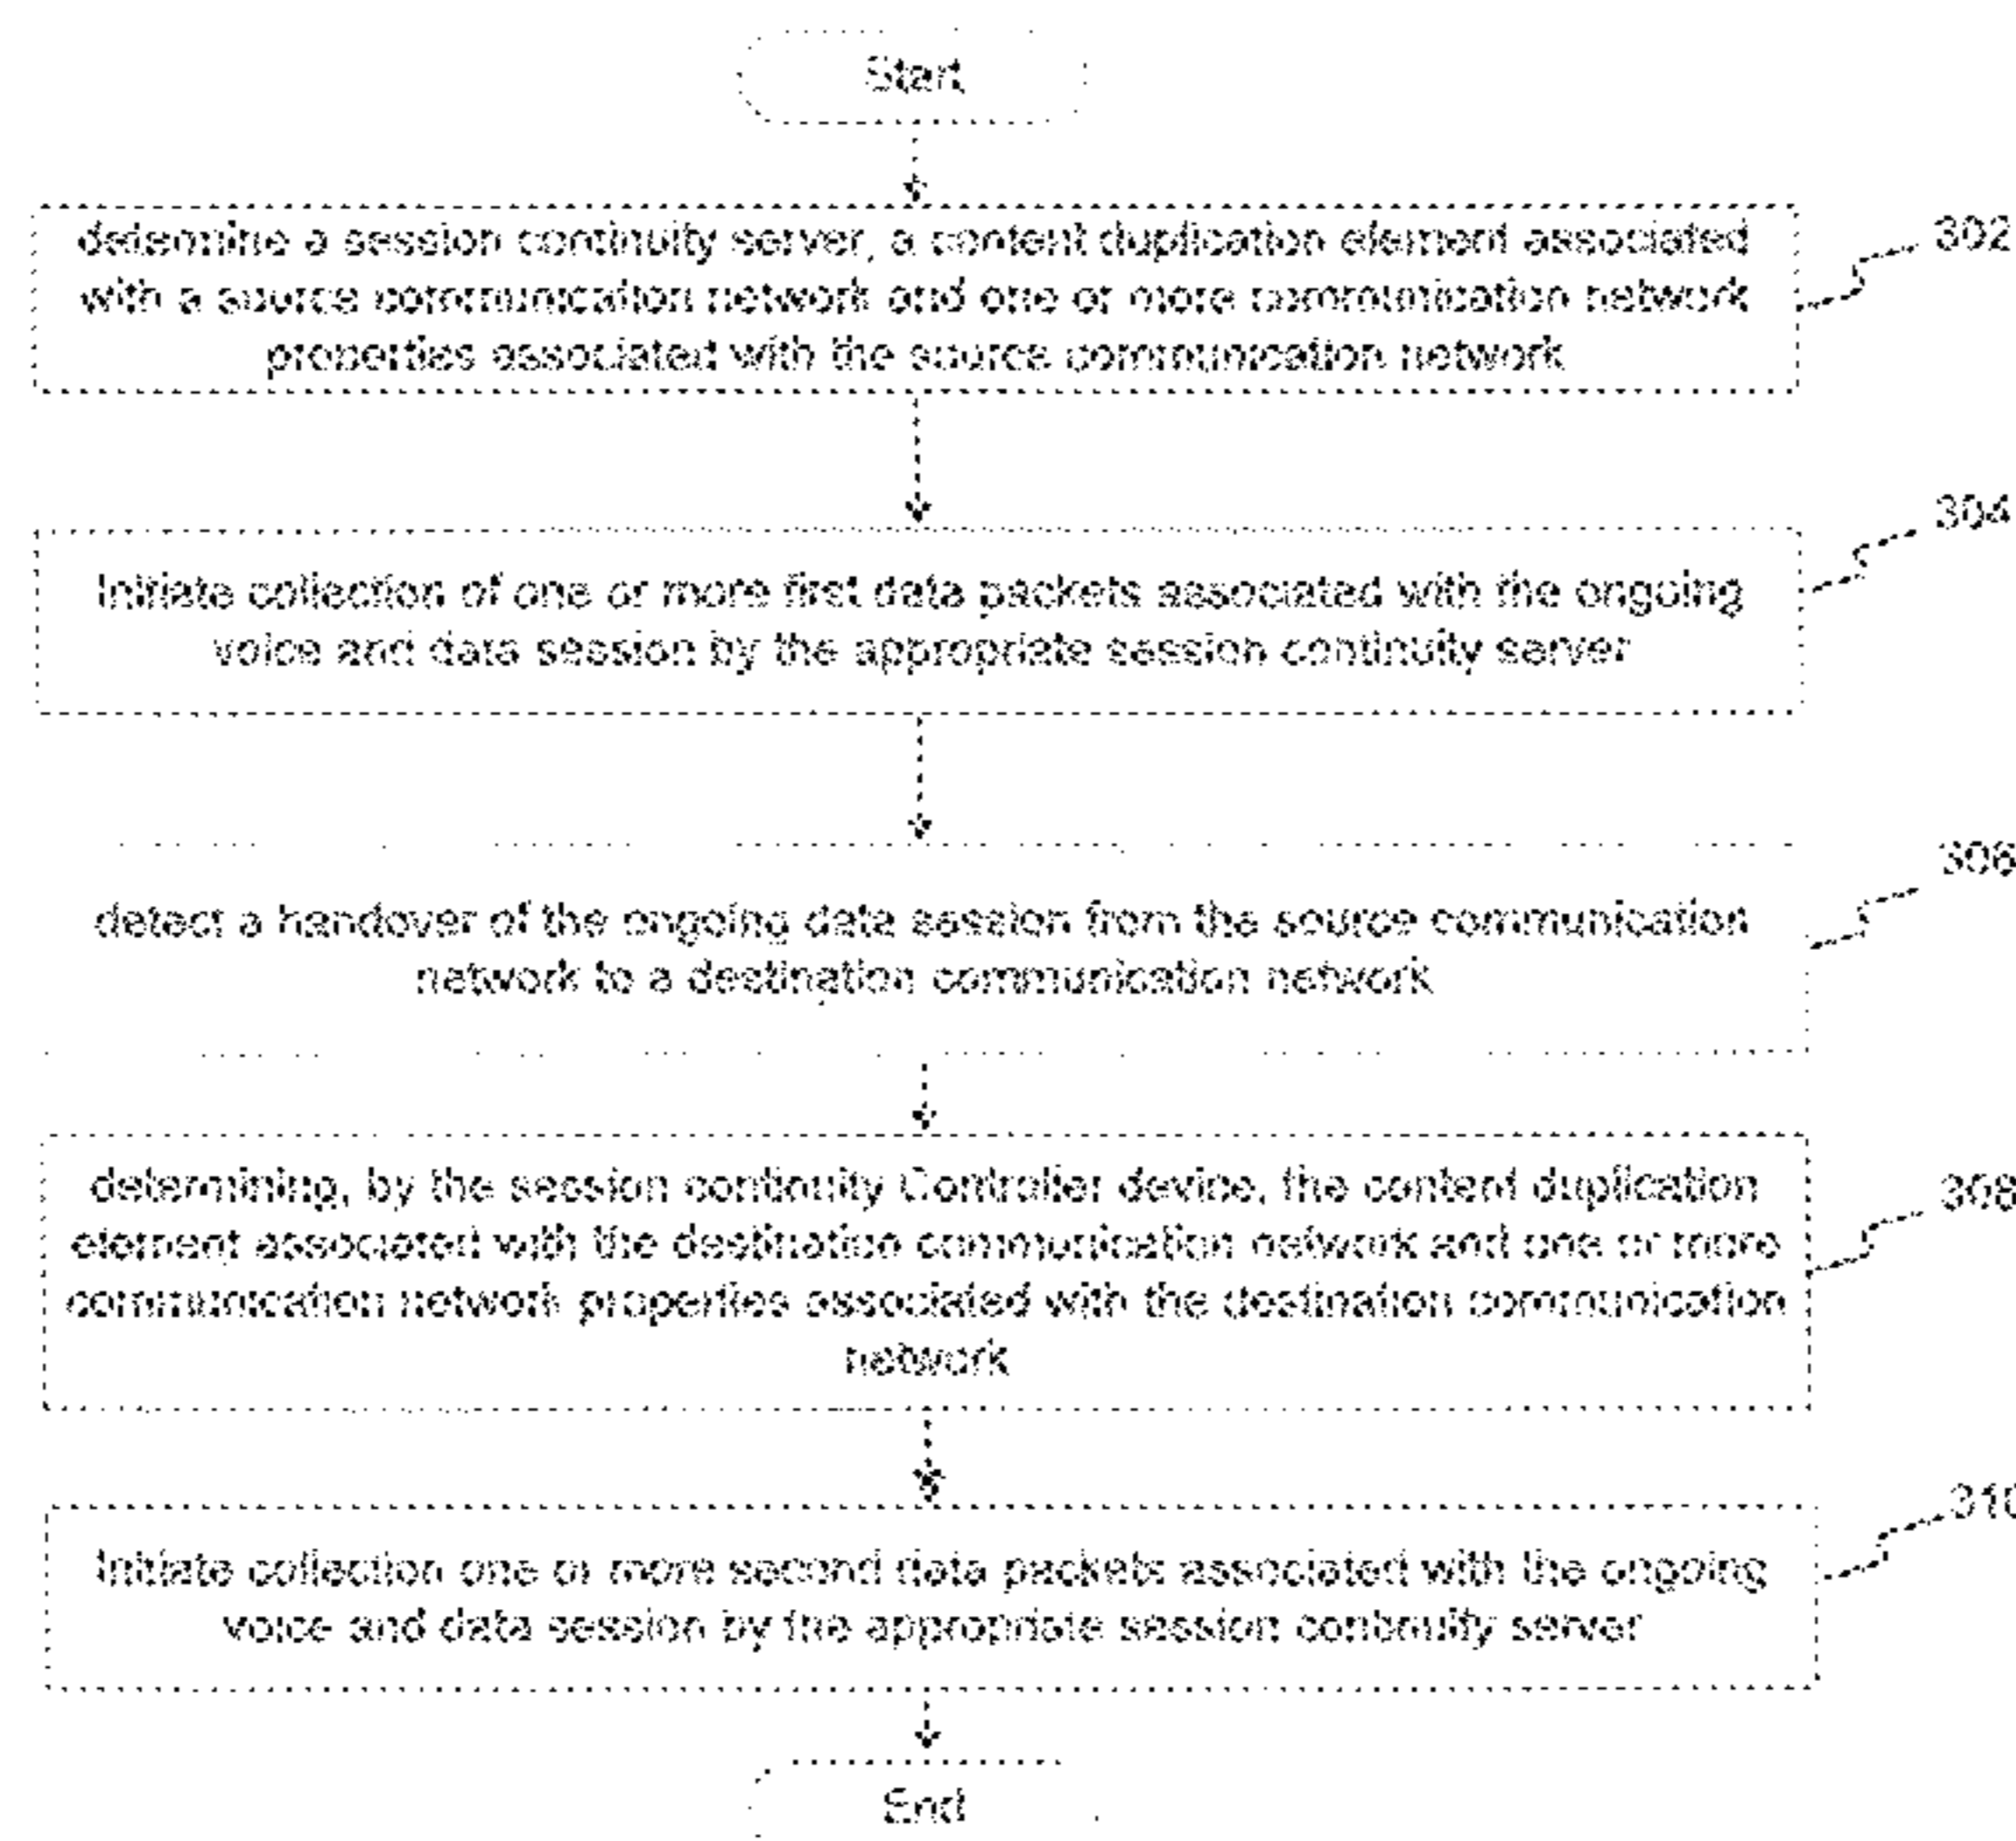 Start
determine a session continuity server, a content duplication element associated
with a source communication network and one or more communication network
properties associated with the source communication network
302
Initiate collection of one or more first data packets associated with the ongoing
voice and data session by the appropriate session continuity server
304
detect a handover of the ongoing data session from the source communication
network to a destination communication network
306
determining, by the session continuity Controller device, the content duplication
element associated with the destination communication network and one or more
communication network properties associated with the destination communication
network
308
Initiate collection one or more second data packets associated with the ongoing
voice and data session by the appropriate session continuity server
310
End